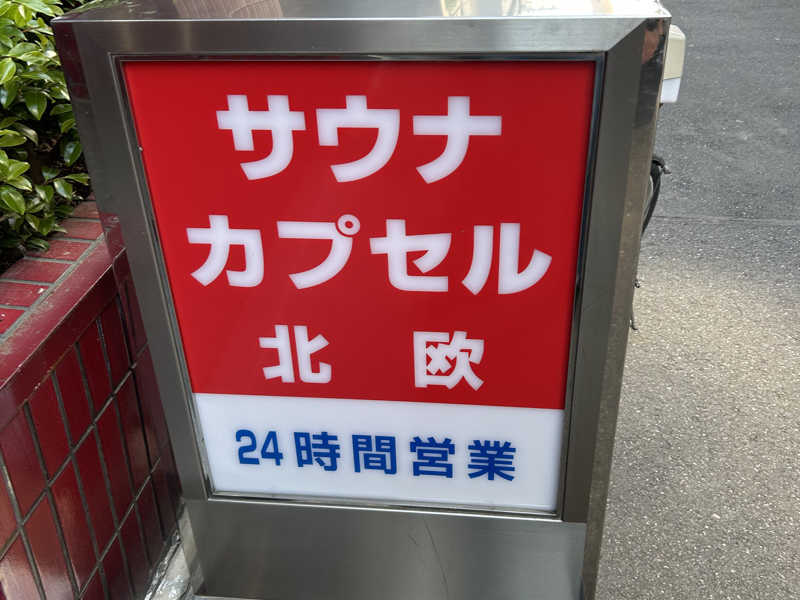 サウナ
カプセル
北欧
24時間営業